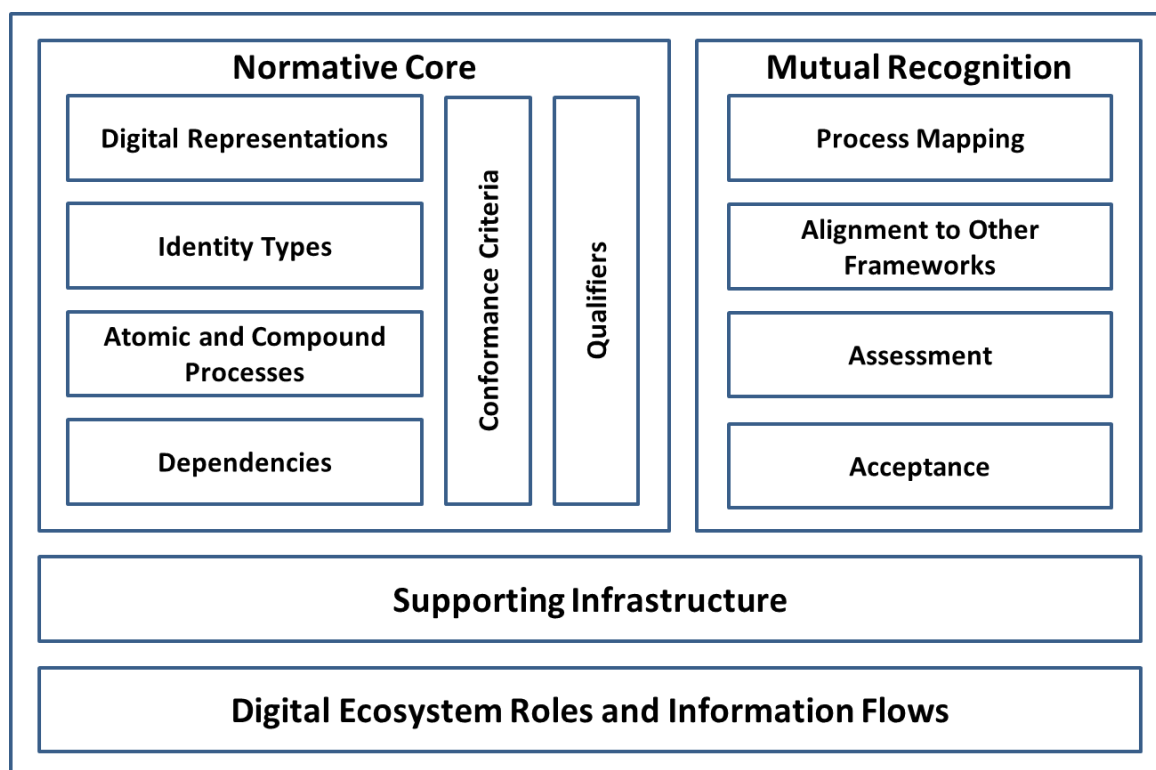 Normative Core
Digital Representations
Identity Types
Atomic and Compound
Processes
Dependencies
Conformance Criteria
Qualifiers
Mutual Recognition
Process Mapping
Alignment to Other
Frameworks
Assessment
Acceptance
Supporting Infrastructure
Digital Ecosystem Roles and Information Flows